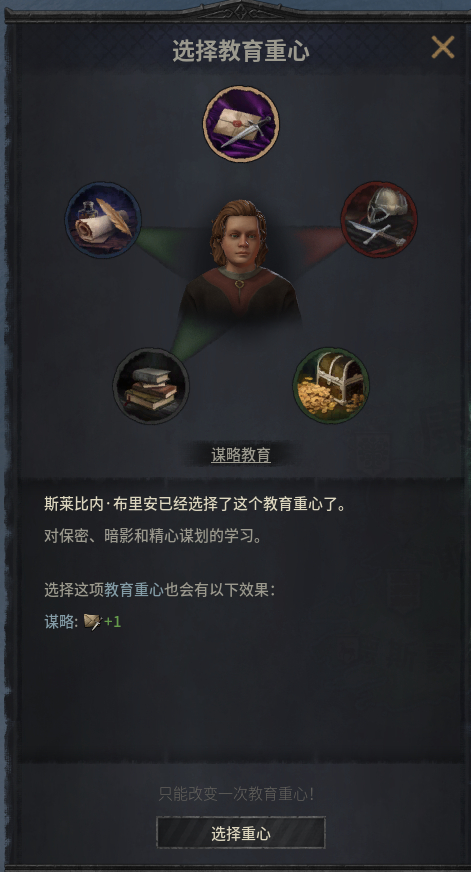 选择教育重心
谋略教育
斯莱比内·布里安已经选择了这个教育重心了。
对保密、暗影和精心谋划的学习。
选择这项教育重心也会有以下效果：
谋略: +1
只能改变一次教育重心!
选择重心